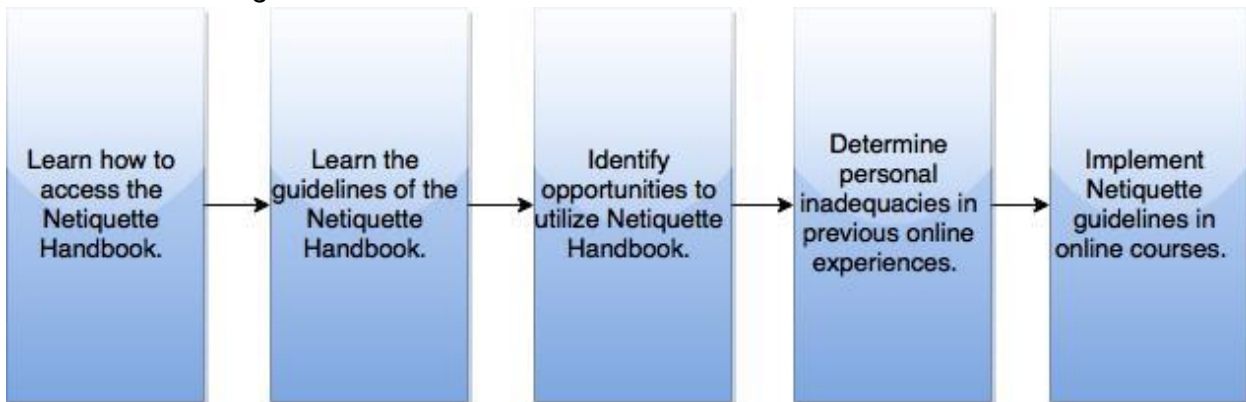 Learn how to
access the
Netiquette
Handbook.
Learn the
guidelines of the
Netiquette
Handbook.
Identify
opportunities to
utilize Netiquette
Handbook.
Determine
personal
inadequacies in
previous online
experiences.
Implement
Netiquette
guidelines in
online courses.